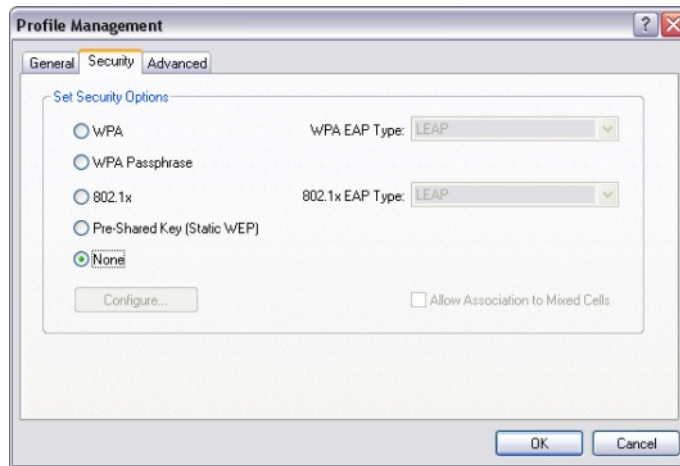 Profile Management
General Security Advanced
Set Security Options
WPA WPA EAP Type: LEAP
WPA Passphrase
802.1x 802.1x EAP Type: LEAP
Pre-Shared Key (Static WEP)
None
Configure... Allow Association to Mixed Cells
OK Cancel